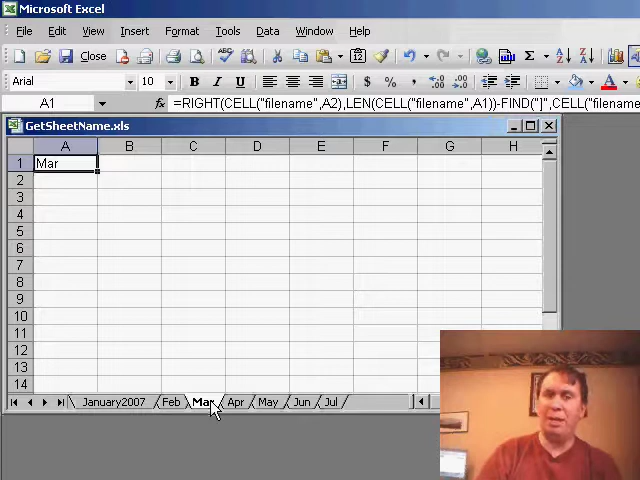 Microsoft Excel
File Edit View Insert Format Tools Data Window Help
Close Σ
Arial 10 B I U
A1 fx =RIGHT(CELL("filename",A2),LEN(CELL("filename",A1))-FIND("]",CELL("filename
GetSheetName.xls
A B C D E F G H
1 Mar
2
3
4
5
6
7
8
9
10
11
12
13
14
January2007 Feb Mar Apr May Jun Jul